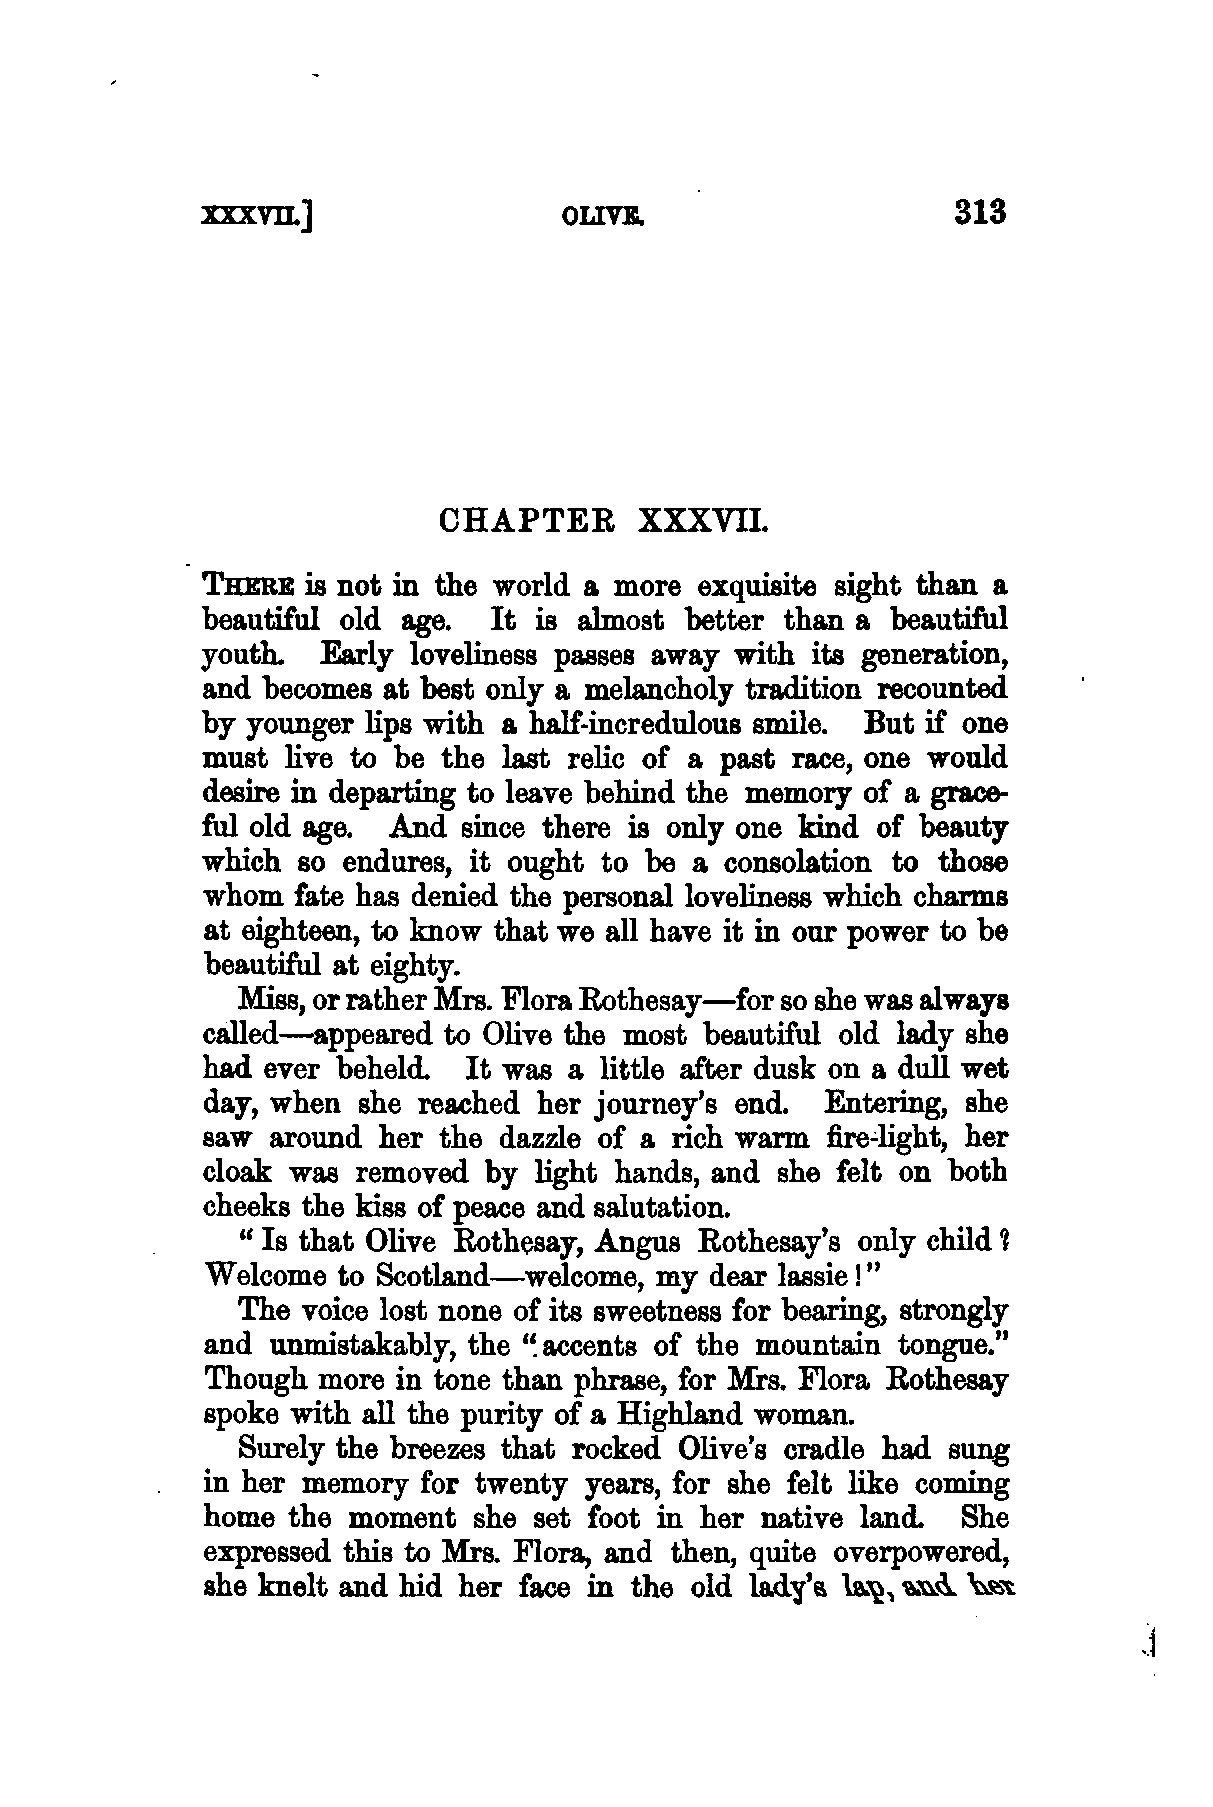 XXXVII.] OLIVE. 313
CHAPTER XXXVII.
THERE is not in the world a more exquisite sight than a
beautiful old age. It is almost better than a beautiful
youth. Early loveliness passes away with its generation,
and becomes at best only a melancholy tradition recounted
by younger lips with a half-incredulous smile. But if one
must live to be the last relic of a past race, one would
desire in departing to leave behind the memory of a grace-
ful old age. And since there is only one kind of beauty
which so endures, it ought to be a consolation to those
whom fate has denied the personal loveliness which charms
at eighteen, to know that we all have it in our power to be
beautiful at eighty.
Miss, or rather Mrs. Flora Rothesay—for so she was always
called—appeared to Olive the most beautiful old lady she
had ever beheld. It was a little after dusk on a dull wet
day, when she reached her journey's end. Entering, she
saw around her the dazzle of a rich warm fire-light, her
cloak was removed by light hands, and she felt on both
cheeks the kiss of peace and salutation.
"Is that Olive Rothesay, Angus Rothesay's only child?
Welcome to Scotland—welcome, my dear lassie!"
The voice lost none of its sweetness for bearing, strongly
and unmistakably, the "accents of the mountain tongue."
Though more in tone than phrase, for Mrs. Flora Rothesay
spoke with all the purity of a Highland woman.
Surely the breezes that rocked Olive's cradle had sung
in her memory for twenty years, for she felt like coming
home the moment she set foot in her native land. She
expressed this to Mrs. Flora, and then, quite overpowered,
she knelt and hid her face in the old lady's lap, and her